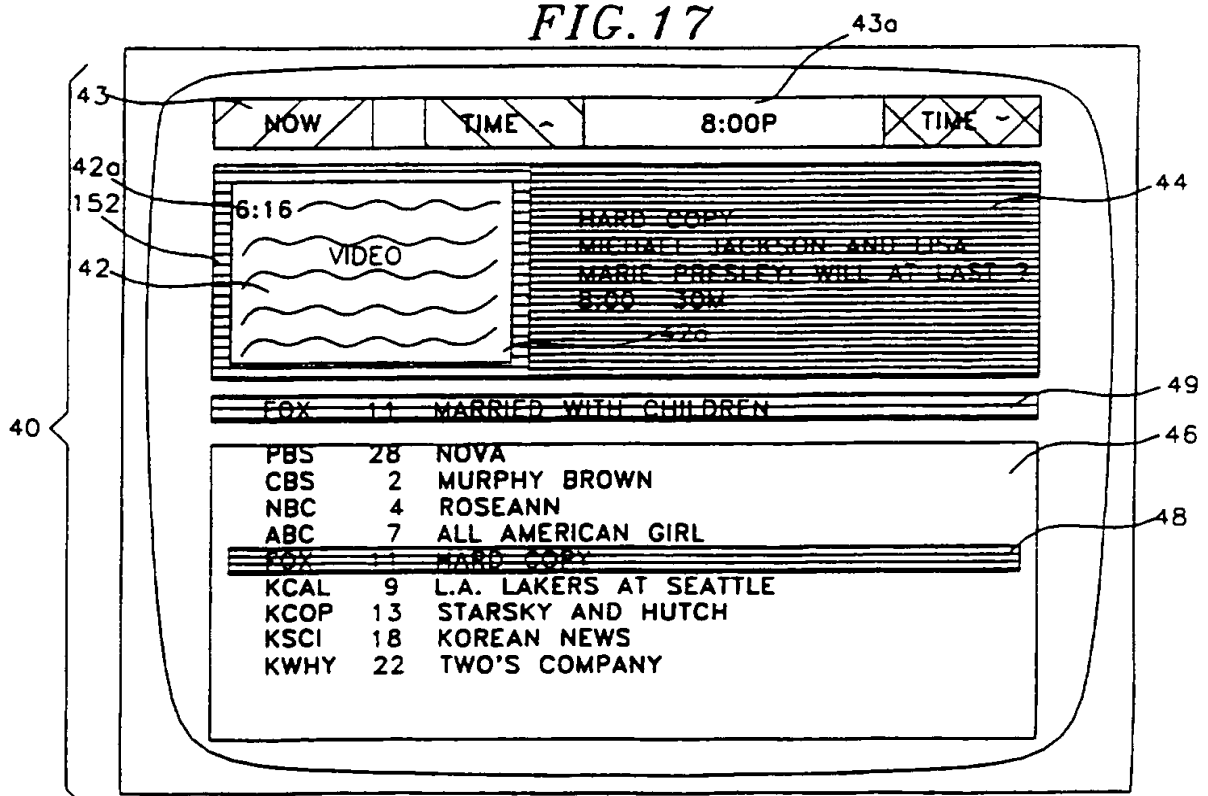 FIG.17
43a
43
NOW TIME ~ 8:00P TIME ~
42a
6:16
152
VIDEO
42
44
HARD COPY
MICHAEL JACKSON AND LISA
MARIE PRESLEY: WILL AT LAST ?
8:00 30M
42a
49
FOX 11 MARRIED WITH CHILDREN
40
46
PBS 28 NOVA
CBS 2 MURPHY BROWN
NBC 4 ROSEANN
ABC 7 ALL AMERICAN GIRL
48
FOX 11 HARD COPY
KCAL 9 L.A. LAKERS AT SEATTLE
KCOP 13 STARSKY AND HUTCH
KSCI 18 KOREAN NEWS
KWHY 22 TWO'S COMPANY